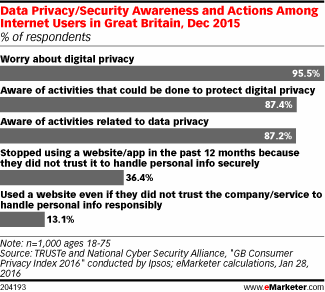 Data Privacy/Security Awareness and Actions Among
Internet Users in Great Britain, Dec 2015
% of respondents
Worry about digital privacy
95.5%
Aware of activities that could be done to protect digital privacy
87.4%
Aware of activities related to data privacy
87.2%
Stopped using a website/app in the past 12 months because
they did not trust it to handle personal info securely
36.4%
Used a website even if they did not trust the company/service to
handle personal info responsibly
13.1%
Note: n=1,000 ages 18-75
Source: TRUSTe and National Cyber Security Alliance, "GB Consumer
Privacy Index 2016" conducted by Ipsos; eMarketer calculations, Jan 28,
2016
204193
www.eMarketer.com